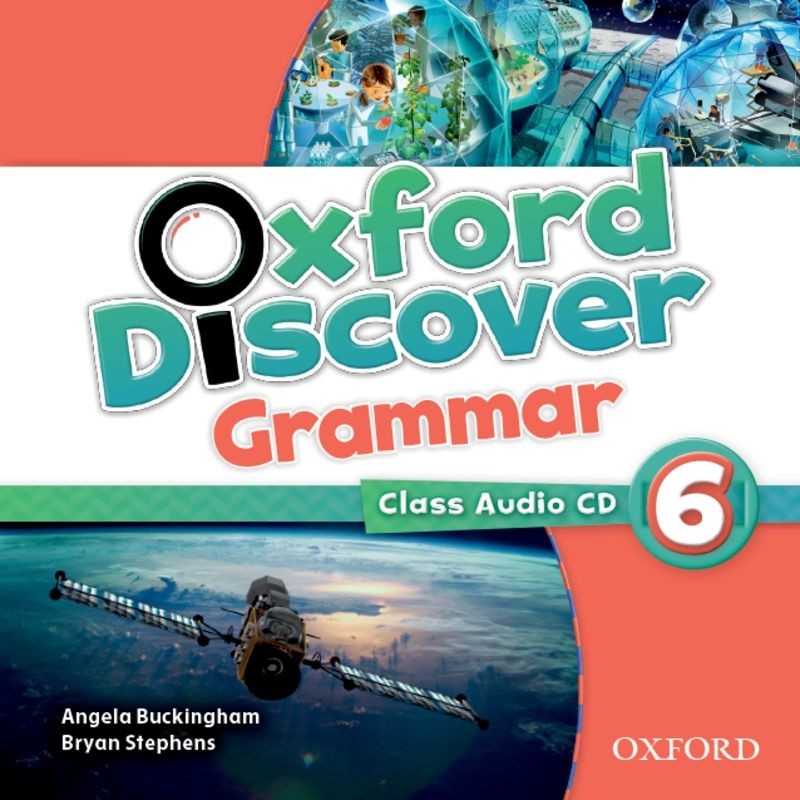 Oxford
Discover
Grammar
Class Audio CD 6
Angela Buckingham
Bryan Stephens
OXFORD